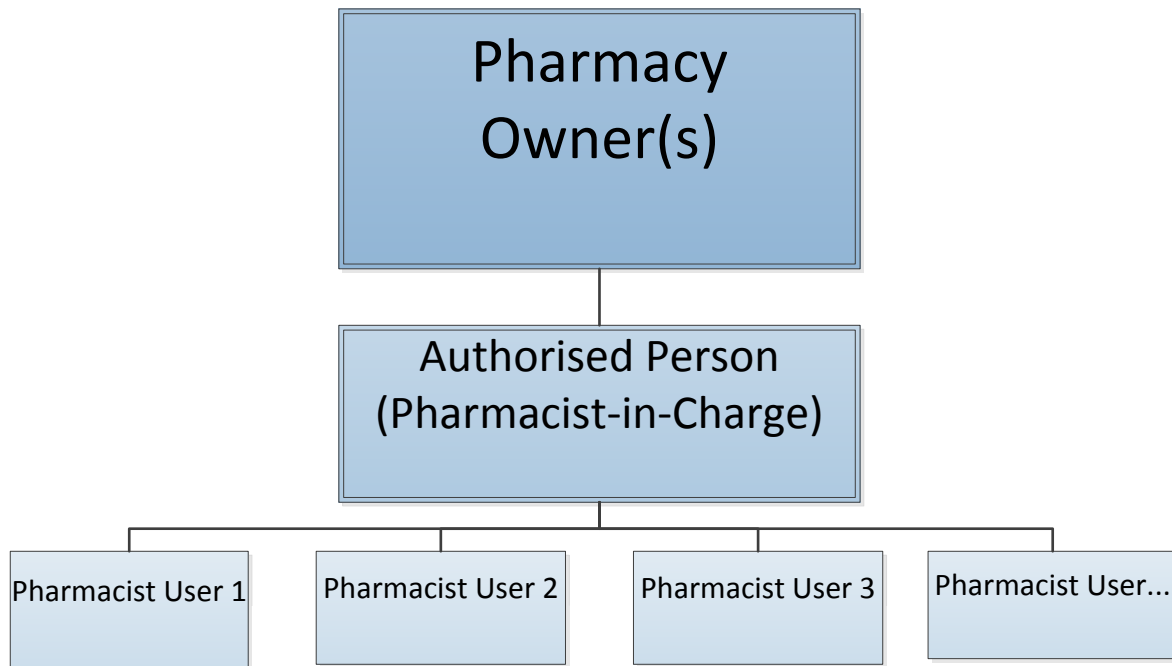 Pharmacy
Owner(s)
Authorised Person
(Pharmacist-in-Charge)
Pharmacist User 1
Pharmacist User 2
Pharmacist User 3
Pharmacist User...